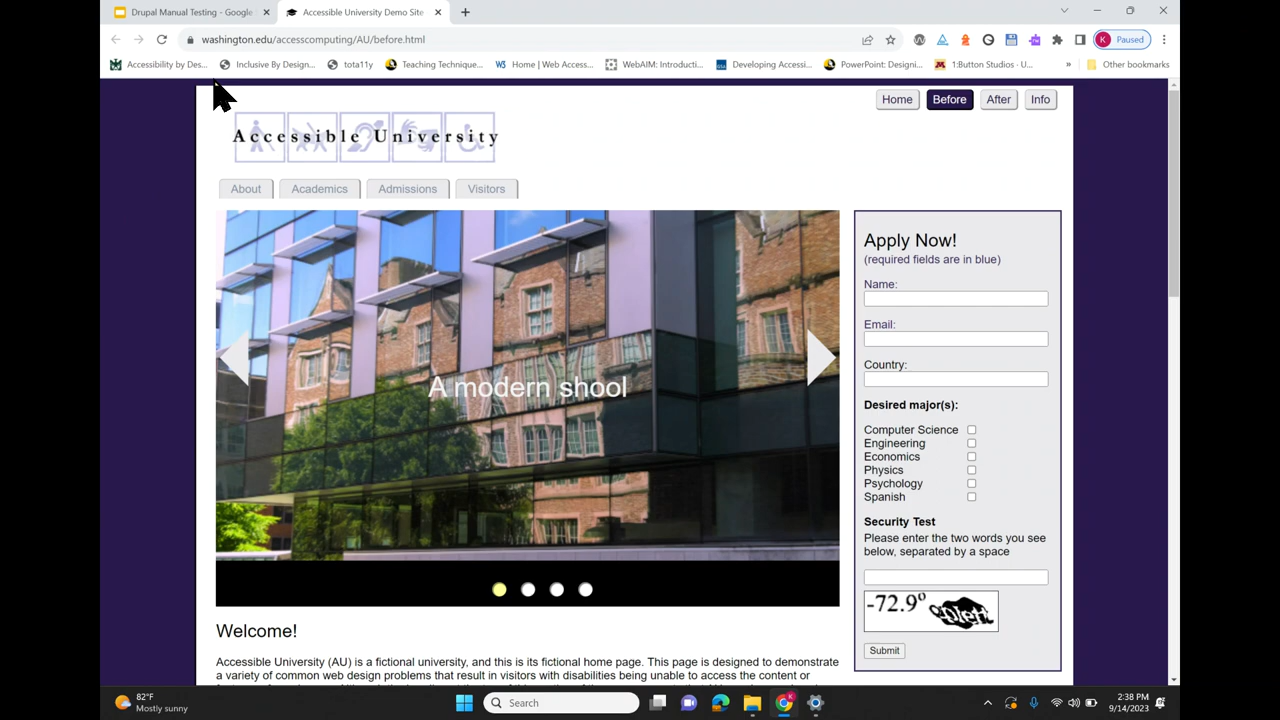 Drupal Manual Testing - Google
Accessible University Demo Site
washington.edu/accesscomputing/AU/before.html
K Paused
Accessibility by Des...
Inclusive By Design...
tota11y
Teaching Technique...
W3 Home | Web Access...
WebAIM: Introducti...
Developing Accessi...
PowerPoint: Designi...
1:Button Studios - U...
»
Other bookmarks
Home
Before
After
Info
Accessible University
About
Academics
Admissions
Visitors
A modern shool
Apply Now!
(required fields are in blue)
Name:
Email:
Country:
Desired major(s):
Computer Science
Engineering
Economics
Physics
Psychology
Spanish
Security Test
Please enter the two words you see
below, separated by a space
-72.9º
Submit
Welcome!
Accessible University (AU) is a fictional university, and this is its fictional home page. This page is designed to demonstrate
a variety of common web design problems that result in visitors with disabilities being unable to access the content or
82°F
Mostly sunny
Search
2:38 PM
9/14/2023